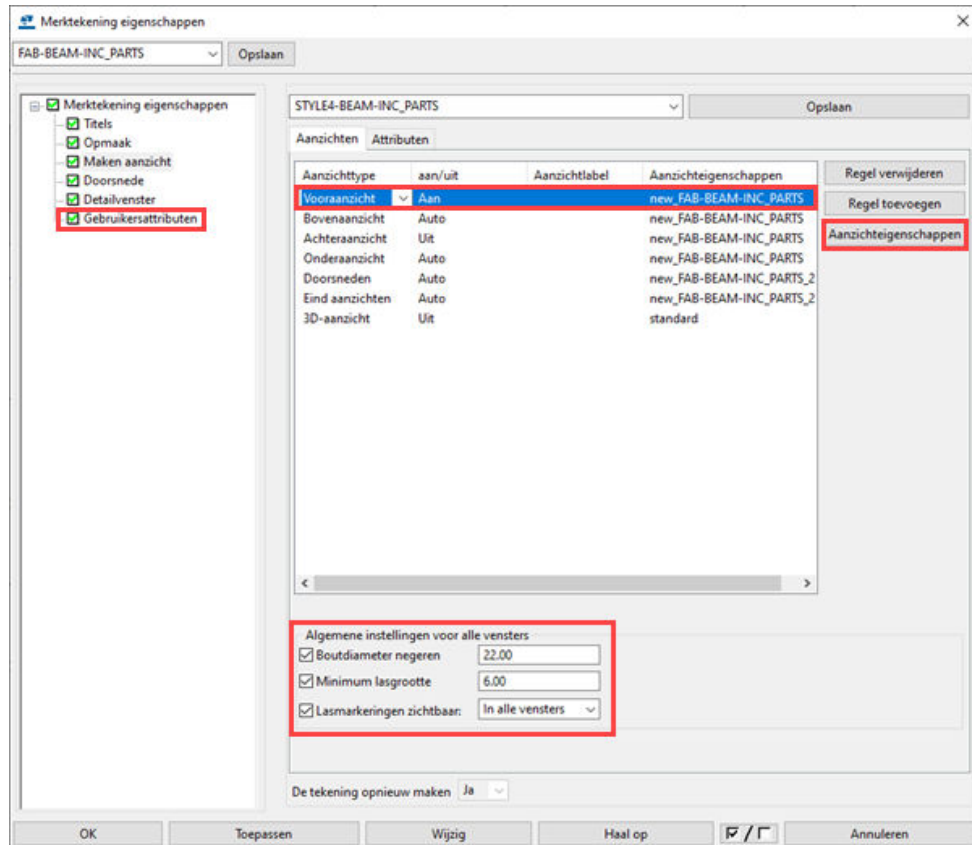 Merktekening eigenschappen
FAB-BEAM-INC_PARTS Opslaan
Merktekening eigenschappen
Titels
Opmaak
Maken aanzicht
Doorsnede
Detailvenster
Gebruikersattributen
STYLE4-BEAM-INC_PARTS Opslaan
Aanzichten Attributen
Aanzichttype aan/uit Aanzichtlabel Aanzichteigenschappen
Vooraanzicht Aan new_FAB-BEAM-INC_PARTS
Bovenaanzicht Auto new_FAB-BEAM-INC_PARTS
Achteraanzicht Uit new_FAB-BEAM-INC_PARTS
Onderaanzicht Auto new_FAB-BEAM-INC_PARTS
Doorsneden Auto new_FAB-BEAM-INC_PARTS_2
Eind aanzichten Auto new_FAB-BEAM-INC_PARTS_2
3D-aanzicht Uit standard
Regel verwijderen
Regel toevoegen
Aanzichteigenschappen
Algemene instellingen voor alle vensters
Boutdiameter negeren 22.00
Minimum lasgrootte 6.00
Lasmarkeringen zichtbaar: In alle vensters
De tekening opnieuw maken Ja
OK Toepassen Wijzig Haal op / Annuleren